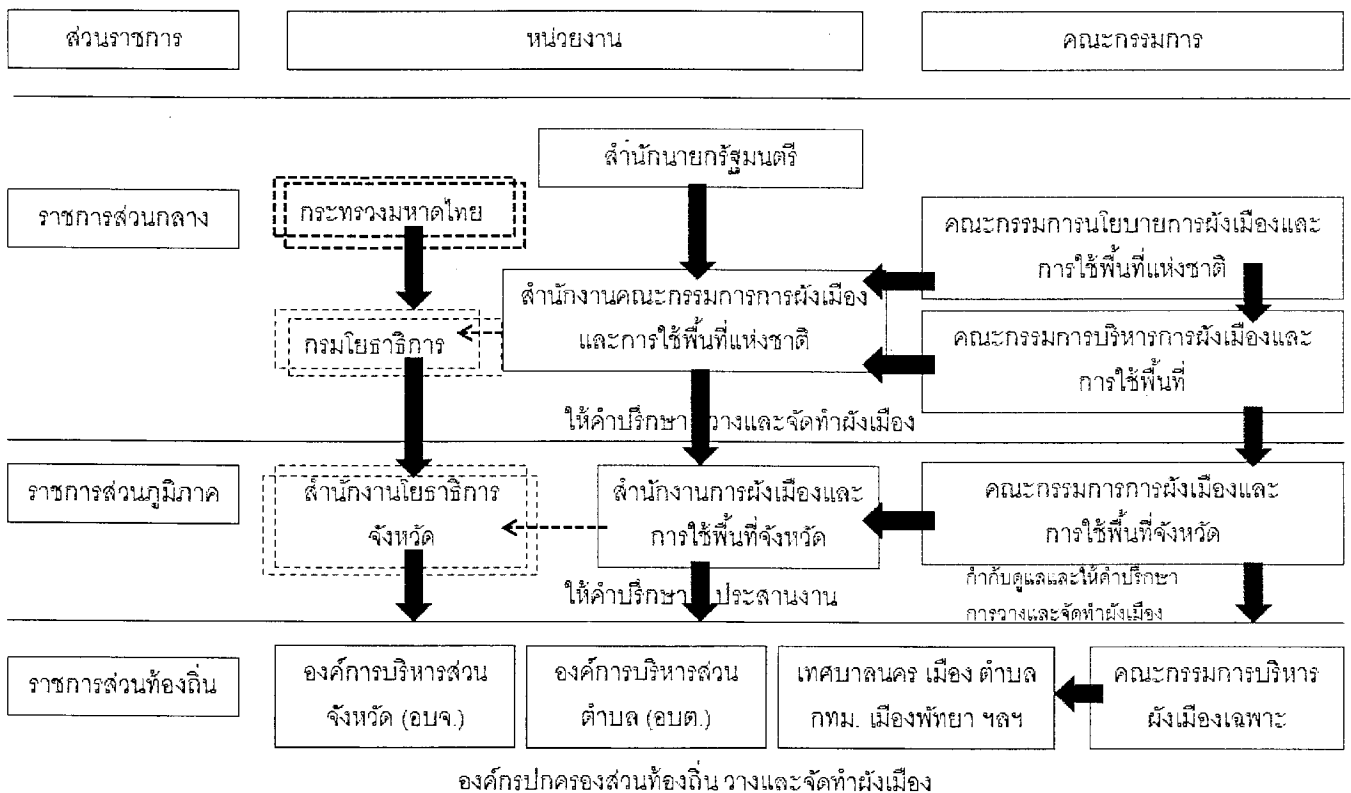 ส่วนราชการ
หน่วยงาน
คณะกรรมการ
สำนักนายกรัฐมนตรี
ราชการส่วนกลาง
กระทรวงมหาดไทย
คณะกรรมการนโยบายการผังเมืองและ
การใช้พื้นที่แห่งชาติ
สำนักงานคณะกรรมการการผังเมือง
และการใช้พื้นที่แห่งชาติ
กรมโยธาธิการ
คณะกรรมการบริหารการผังเมืองและ
การใช้พื้นที่
ให้คำปรึกษา วางและจัดทำผังเมือง
ราชการส่วนภูมิภาค
สำนักงานโยธาธิการ
จังหวัด
สำนักงานการผังเมืองและ
การใช้พื้นที่จังหวัด
คณะกรรมการการผังเมืองและ
การใช้พื้นที่จังหวัด
ให้คำปรึกษา ประสานงาน
กำกับดูแลและให้คำปรึกษา
การวางและจัดทำผังเมือง
ราชการส่วนท้องถิ่น
องค์การบริหารส่วน
จังหวัด (อบจ.)
องค์การบริหารส่วน
ตำบล (อบต.)
เทศบาลนคร เมือง ตำบล
กทม. เมืองพัทยา ฯลฯ
คณะกรรมการบริหาร
ผังเมืองเฉพาะ
องค์กรปกครองส่วนท้องถิ่น วางและจัดทำผังเมือง